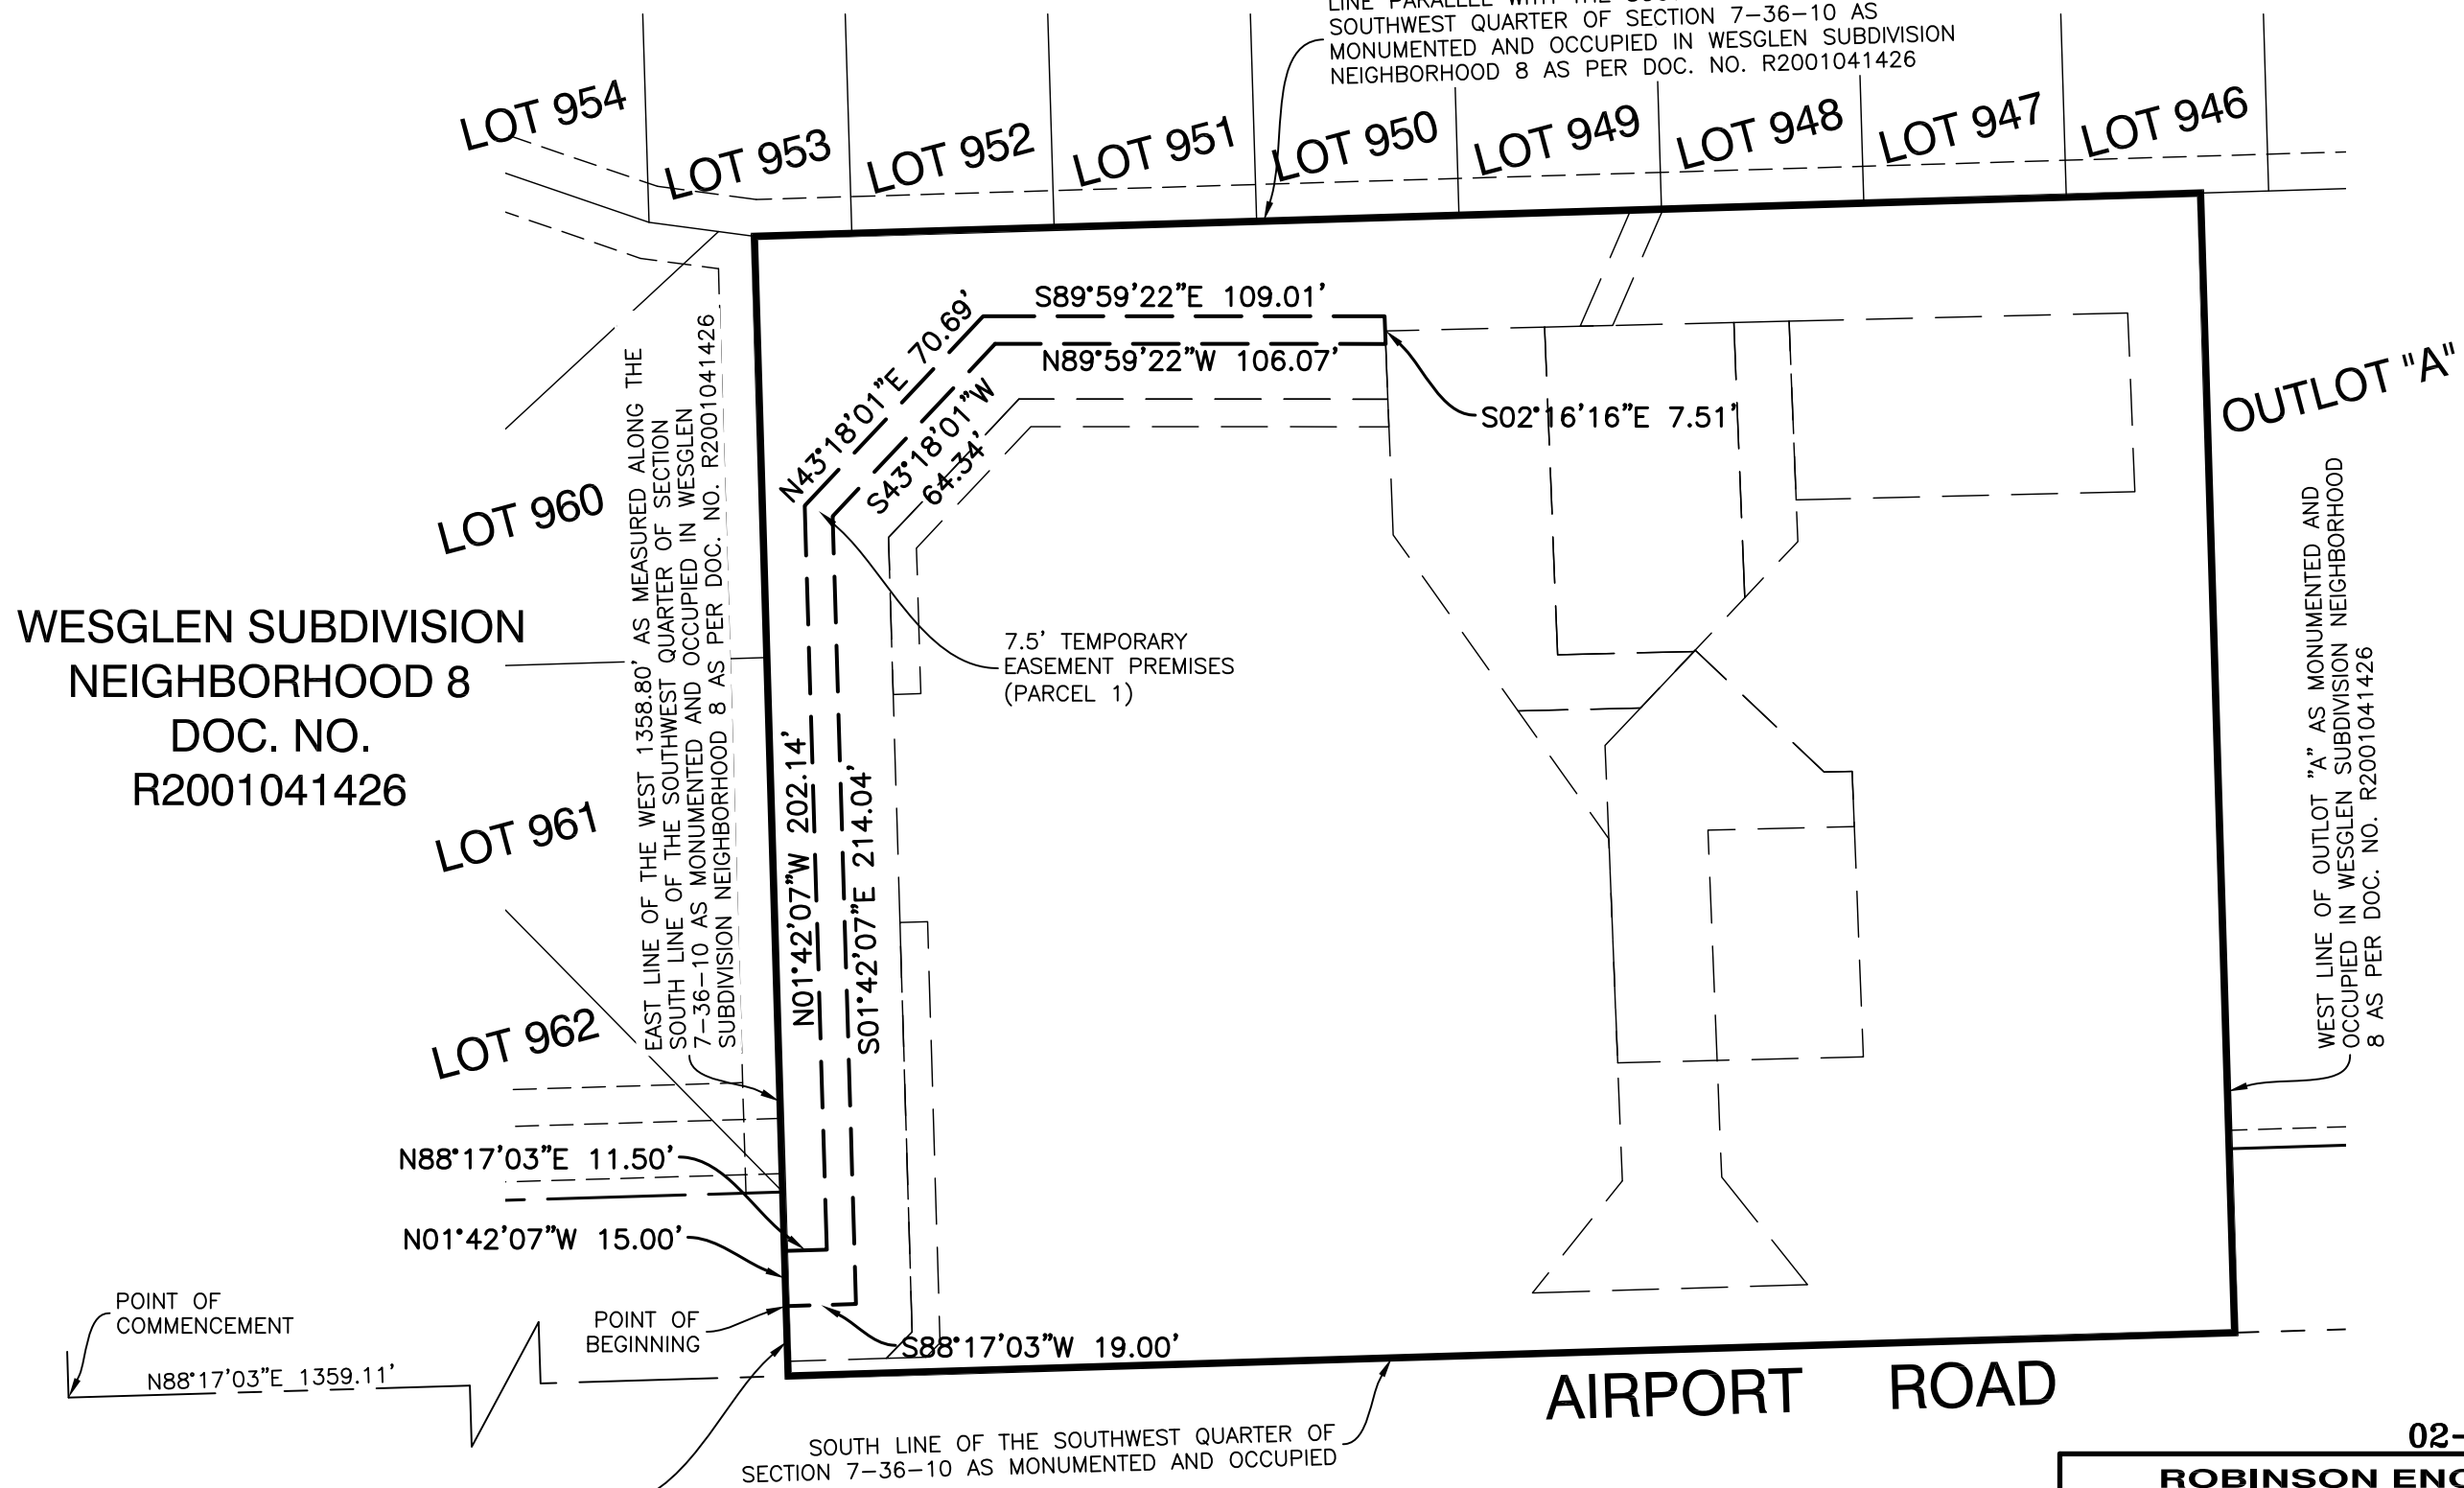 SOUTHWEST QUARTER OF SECTION 7-36-10 AS
MONUMENTED AND OCCUPIED IN WESGLEN SUBDIVISION
NEIGHBORHOOD 8 AS PER DOC. NO. R2001041426
LOT 954
LOT 953
LOT 952
LOT 951
LOT 950
LOT 949
LOT 948
LOT 947
LOT 946
S89°59'22"E 109.01'
N89°59'22"W 106.07'
N43°18'01"E 70.69'
S43°18'01"W
64.34'
S02°16'16"E 7.51'
OUTLOT "A"
LOT 960
EAST LINE OF THE WEST 1358.80' AS MEASURED ALONG THE
SOUTH LINE OF THE SOUTHWEST QUARTER OF SECTION
7-36-10 AS MONUMENTED AND OCCUPIED IN WESGLEN
SUBDIVISION NEIGHBORHOOD 8 AS PER DOC. NO. R2001041426
WESGLEN SUBDIVISION
NEIGHBORHOOD 8
DOC. NO.
R2001041426
7.5' TEMPORARY
EASEMENT PREMISES
(PARCEL 1)
WEST LINE OF OUTLOT "A" AS MONUMENTED AND
OCCUPIED IN WESGLEN SUBDIVISION NEIGHBORHOOD
8 AS PER DOC. NO. R2001041426
N01°42'07"W 202.14'
S01°42'07"E 214.04'
LOT 961
LOT 962
N88°17'03"E 11.50'
N01°42'07"W 15.00'
POINT OF
COMMENCEMENT
POINT OF
BEGINNING
S88°17'03"W 19.00'
N88°17'03"E 1359.11'
AIRPORT ROAD
SOUTH LINE OF THE SOUTHWEST QUARTER OF
SECTION 7-36-10 AS MONUMENTED AND OCCUPIED
02-
ROBINSON